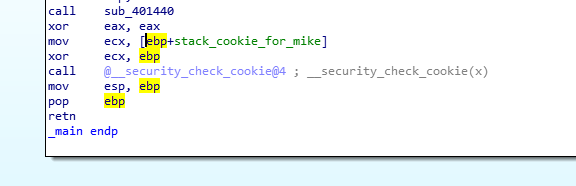 call sub_401440
xor eax, eax
mov ecx, [ebp+stack_cookie_for_mike]
xor ecx, ebp
call @__security_check_cookie@4 ; __security_check_cookie(x)
mov esp, ebp
pop ebp
retn
_main endp